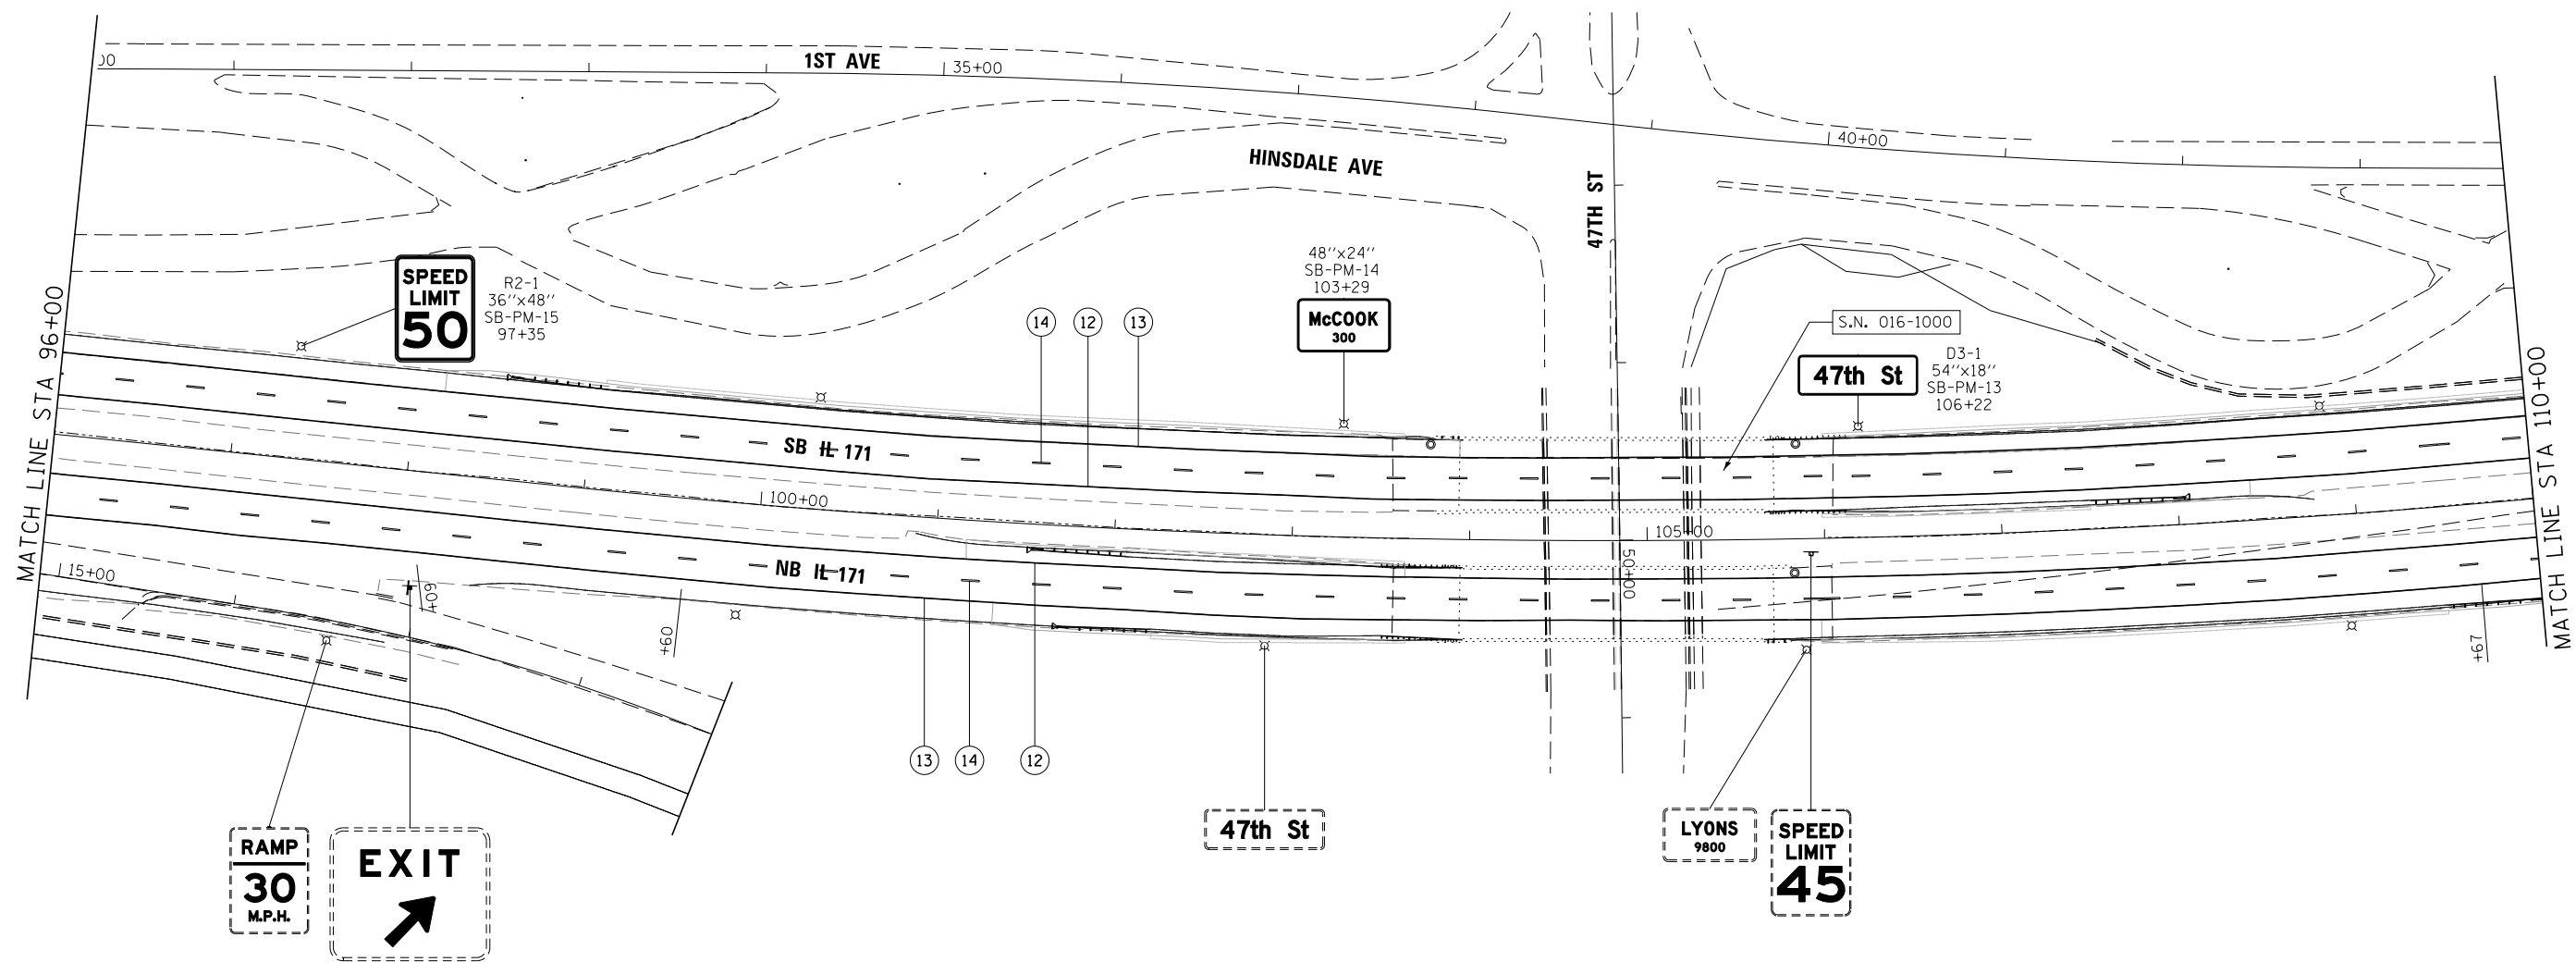 1ST AVE
35+00
40+00
HINSDALE AVE
47TH ST
MATCH LINE STA 96+00
SPEED
LIMIT
50
R2-1
36''x48''
SB-PM-15
97+35
14
12
13
48''x24''
SB-PM-14
103+29
McCOOK
300
S.N. 016-1000
47th St
D3-1
54''x18''
SB-PM-13
106+22
MATCH LINE STA 110+00
SB IL 171
100+00
105+00
50+00
NB IL 171
15+00
+09
+60
+67
13
14
12
RAMP
30
M.P.H.
EXIT
47th St
LYONS
9800
SPEED
LIMIT
45